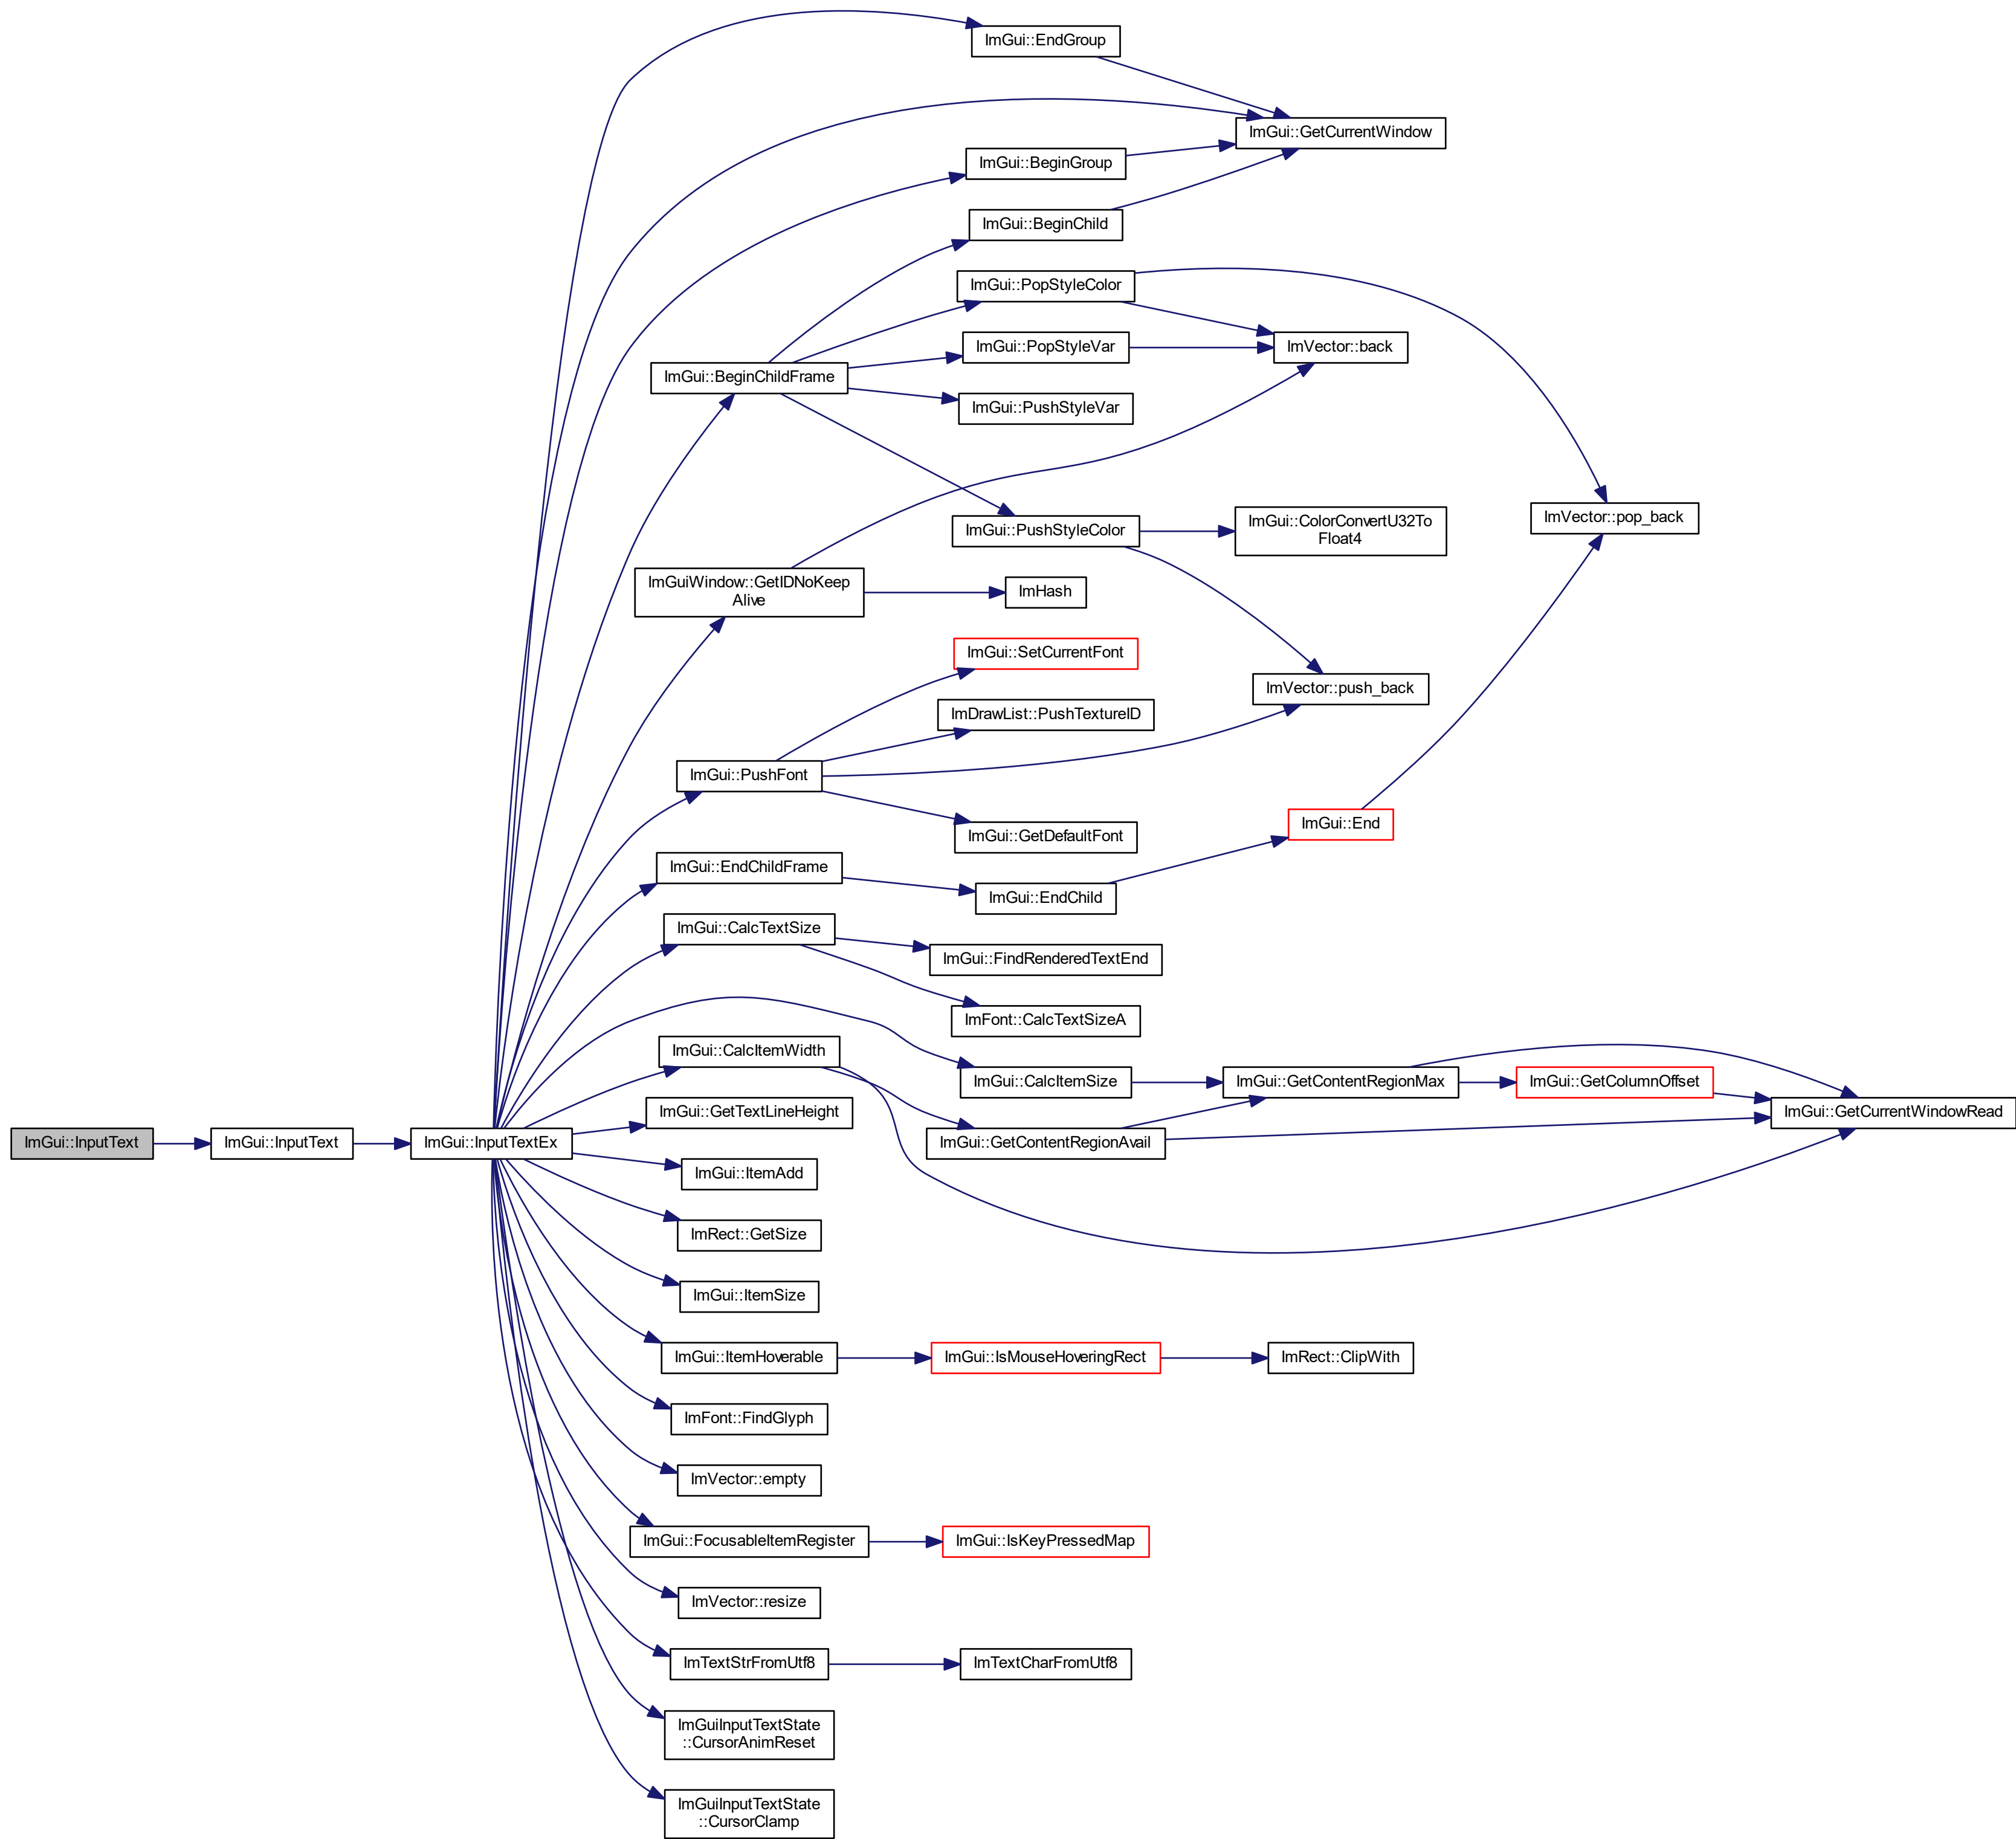 ImGui::EndGroup
ImGui::GetCurrentWindow
ImGui::BeginGroup
ImGui::BeginChild
ImGui::PopStyleColor
ImGui::PopStyleVar
ImVector::back
ImGui::BeginChildFrame
ImGui::PushStyleVar
ImGui::PushStyleColor
ImGui::ColorConvertU32To
Float4
ImVector::pop_back
ImGuiWindow::GetIDNoKeep
Alive
ImHash
ImGui::SetCurrentFont
ImVector::push_back
ImDrawList::PushTextureID
ImGui::PushFont
ImGui::GetDefaultFont
ImGui::End
ImGui::EndChildFrame
ImGui::EndChild
ImGui::CalcTextSize
ImGui::FindRenderedTextEnd
ImFont::CalcTextSizeA
ImGui::CalcItemWidth
ImGui::CalcItemSize
ImGui::GetContentRegionMax
ImGui::GetColumnOffset
ImGui::GetTextLineHeight
ImGui::GetCurrentWindowRead
ImGui::InputText
ImGui::InputText
ImGui::InputTextEx
ImGui::GetContentRegionAvail
ImGui::ItemAdd
ImRect::GetSize
ImGui::ItemSize
ImGui::ItemHoverable
ImGui::IsMouseHoveringRect
ImRect::ClipWith
ImFont::FindGlyph
ImVector::empty
ImGui::FocusableItemRegister
ImGui::IsKeyPressedMap
ImVector::resize
ImTextStrFromUtf8
ImTextCharFromUtf8
ImGuiInputTextState
::CursorAnimReset
ImGuiInputTextState
::CursorClamp